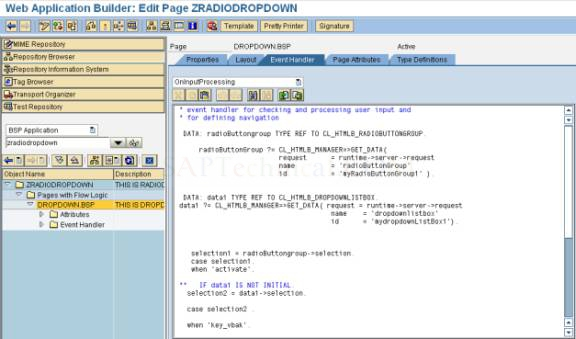 Web Application Builder: Edit Page ZRADIODROPDOWN
Template Pretty Printer Signature
MIME Repository
Repository Browser
Repository Information System
Tag Browser
Transport Organizer
Test Repository
BSP Application
zradiodropdown
Object Name Description
ZRADIODROPDOWN THIS IS RADIO
Pages with Flow Logic
DROPDOWN.BSP THIS IS DROPD
Attributes
Event Handler
Page DROPDOWN.BSP Active
Properties Layout Event Handler Page Attributes Type Definitions
OnInputProcessing
* event handler for checking and processing user input and
* for defining navigation
DATA: radioButtongroup TYPE REF TO CL_HTMLB_RADIOBUTTONGROUP.
radioButtonGroup ?= CL_HTMLB_MANAGER=>GET_DATA(
request = runtime->server->request
name = 'radioButtonGroup'
id = 'myRadioButtonGroup1' ).
DATA: data1 TYPE REF TO CL_HTMLB_DROPDOWNLISTBOX.
data1 ?= CL_HTMLB_MANAGER=>GET_DATA( request = runtime->server->request
name = 'dropdownlistbox'
id = 'mydropdownListBox1').
selection1 = radioButtongroup->selection.
case selection1.
when 'activate'.
** IF data1 IS NOT INITIAL
selection2 = data1->selection.
case selection2 .
when 'key_vbak'.